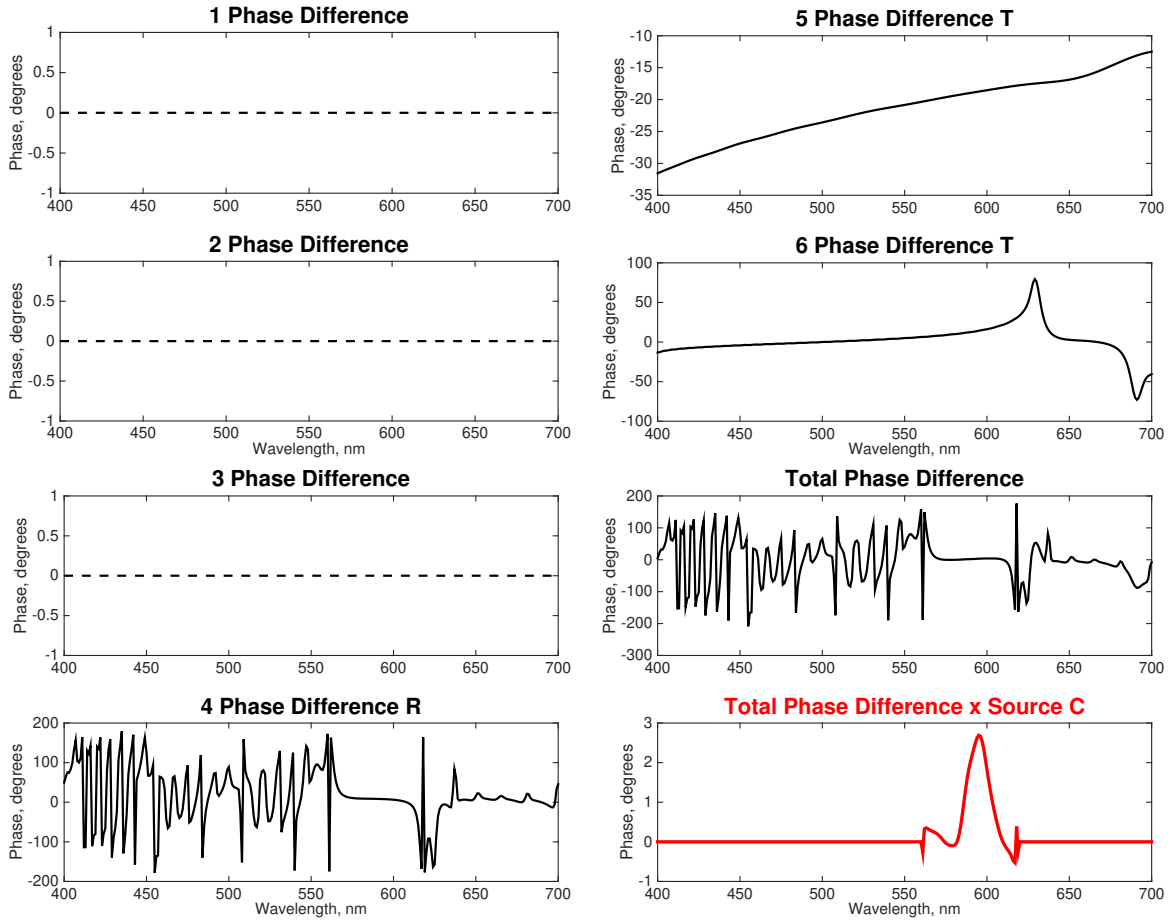 1 Phase Difference
Phase, degrees
1
0.5
0
-0.5
-1
400 450 500 550 600 650 700
5 Phase Difference T
Phase, degrees
-10
-15
-20
-25
-30
-35
400 450 500 550 600 650 700
2 Phase Difference
Phase, degrees
1
0.5
0
-0.5
-1
400 450 500 550 600 650 700
Wavelength, nm
6 Phase Difference T
Phase, degrees
100
50
0
-50
-100
400 450 500 550 600 650 700
Wavelength, nm
3 Phase Difference
Phase, degrees
1
0.5
0
-0.5
-1
400 450 500 550 600 650 700
Total Phase Difference
Phase, degrees
200
100
0
-100
-200
-300
400 450 500 550 600 650 700
4 Phase Difference R
Phase, degrees
200
100
0
-100
-200
400 450 500 550 600 650 700
Wavelength, nm
Total Phase Difference x Source C
Phase, degrees
3
2
1
0
-1
400 450 500 550 600 650 700
Wavelength, nm